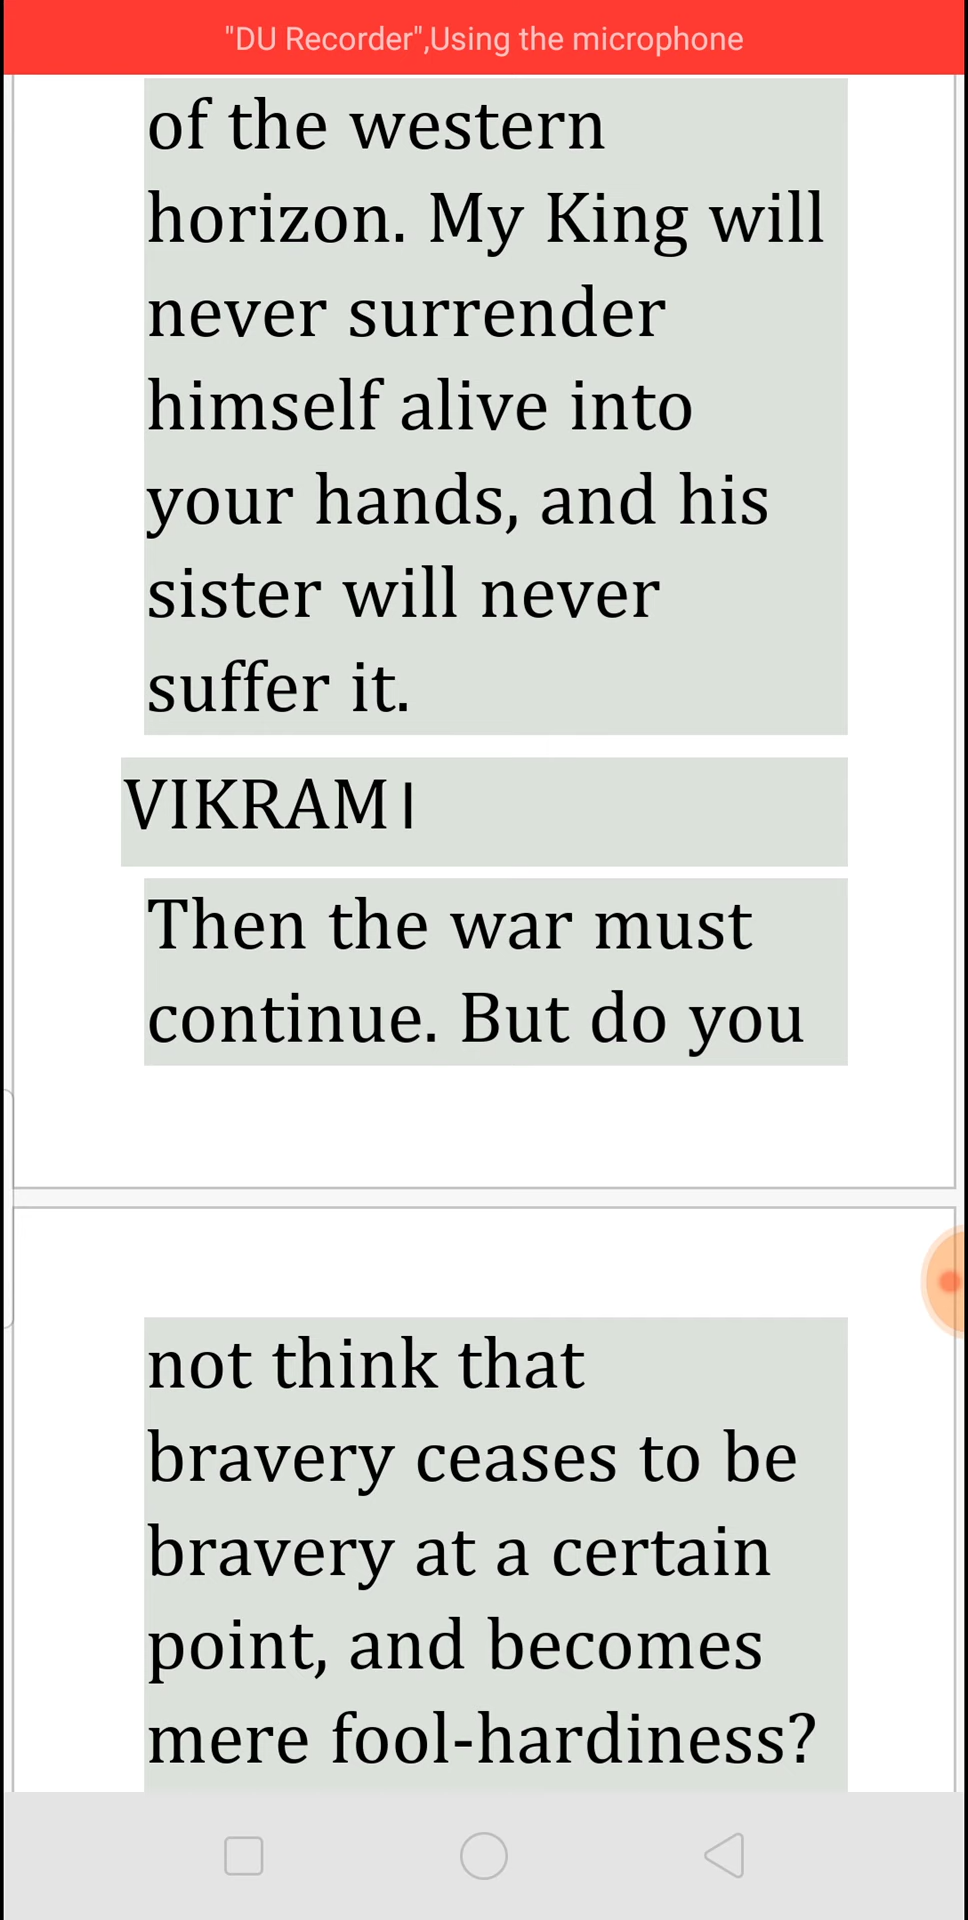 "DU Recorder",Using the microphone
of the western
horizon. My King will
never surrender
himself alive into
your hands, and his
sister will never
suffer it.
VIKRAM।
Then the war must
continue. But do you
not think that
bravery ceases to be
bravery at a certain
point, and becomes
mere fool-hardiness?